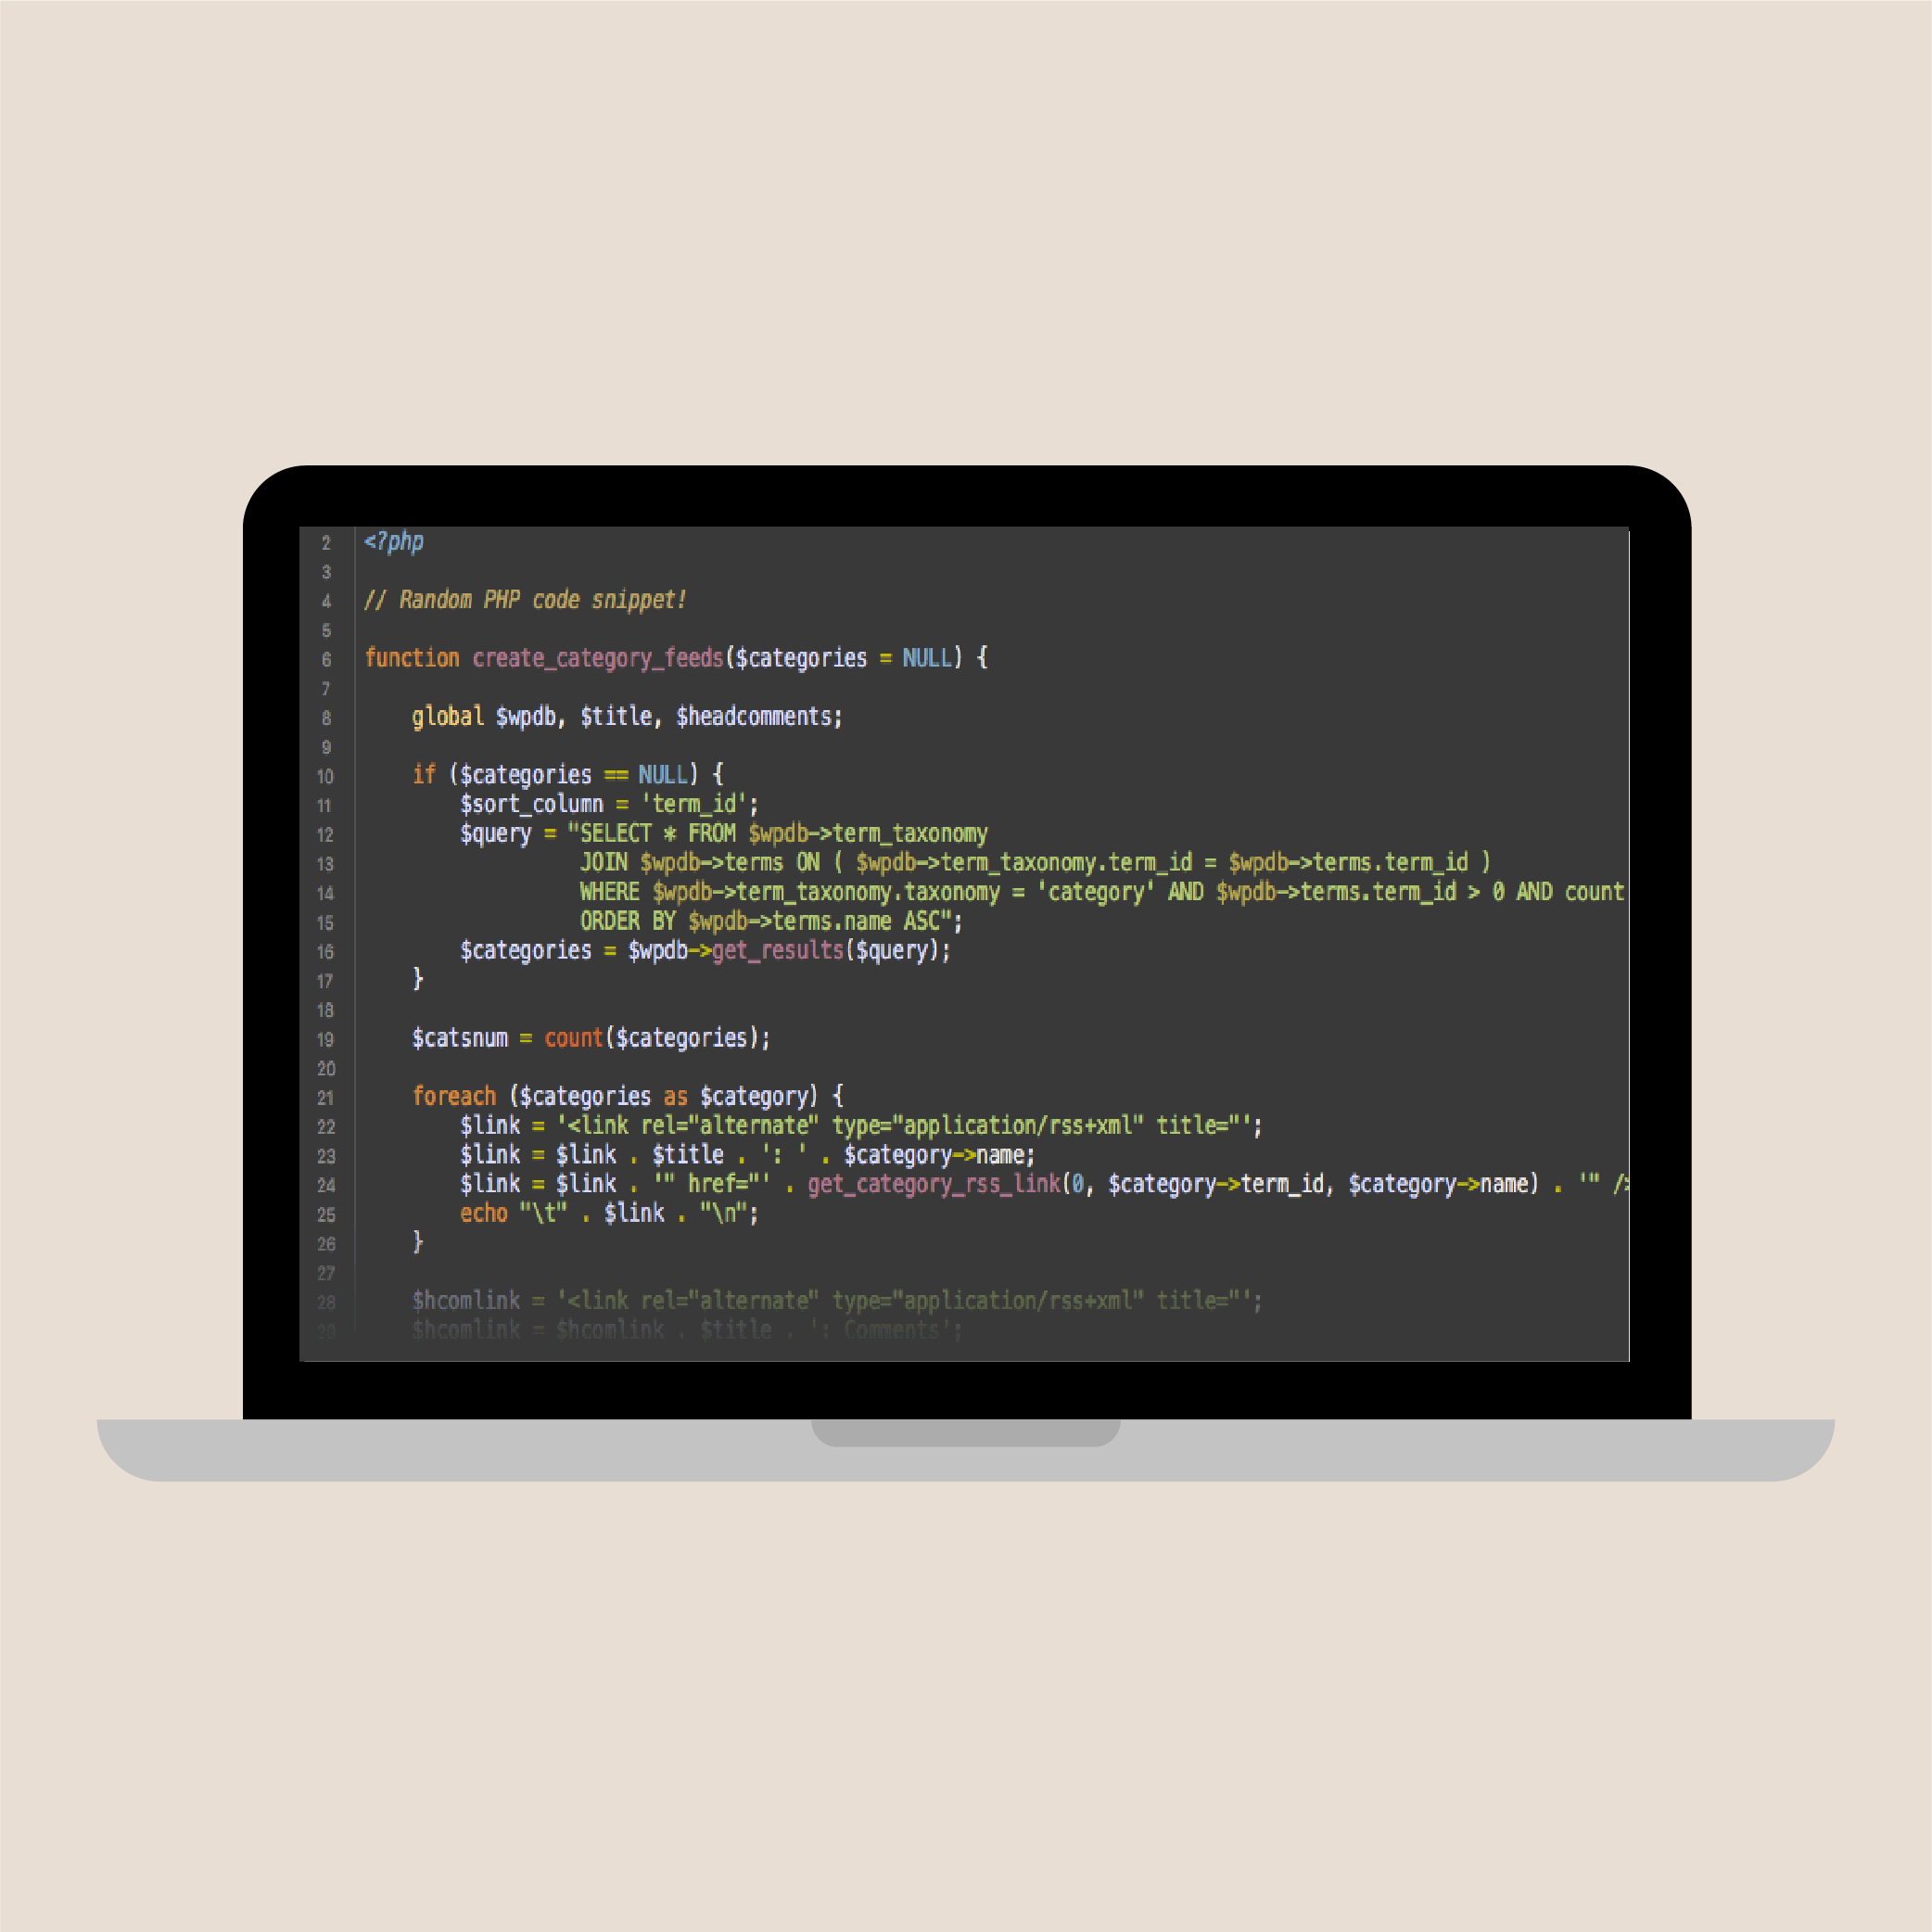 2 <?php
3
4 // Random PHP code snippet!
5
6 function create_category_feeds($categories = NULL) {
7
8 global $wpdb, $title, $headcomments;
9
10 if ($categories == NULL) {
11 $sort_column = 'term_id';
12 $query = "SELECT * FROM $wpdb->term_taxonomy
13 JOIN $wpdb->terms ON ( $wpdb->term_taxonomy.term_id = $wpdb->terms.term_id )
14 WHERE $wpdb->term_taxonomy.taxonomy = 'category' AND $wpdb->terms.term_id > 0 AND count
15 ORDER BY $wpdb->terms.name ASC";
16 $categories = $wpdb->get_results($query);
17 }
18
19 $catsnum = count($categories);
20
21 foreach ($categories as $category) {
22 $link = '<link rel="alternate" type="application/rss+xml" title="';
23 $link = $link . $title . ': ' . $category->name;
24 $link = $link . '" href="' . get_category_rss_link(0, $category->term_id, $category->name) . '" />
25 echo "\t" . $link . "\n";
26 }
27
28 $hcomlink = '<link rel="alternate" type="application/rss+xml" title="';
29 $hcomlink = $hcomlink . $title . ': Comments';